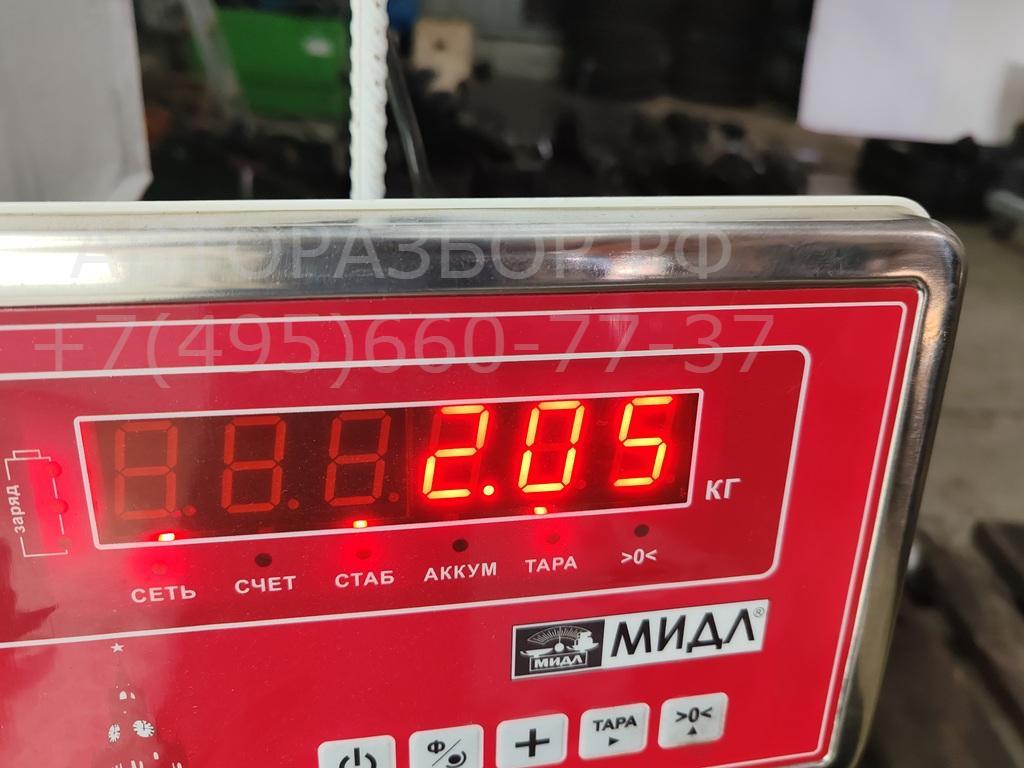 АВТОРАЗБОР.РФ
+7(495)660-77-37
2.05
КГ
заряд
СЕТЬ СЧЕТ СТАБ АККУМ ТАРА >0<
МИДЛ МИДЛ®
Ф + ТАРА >0<